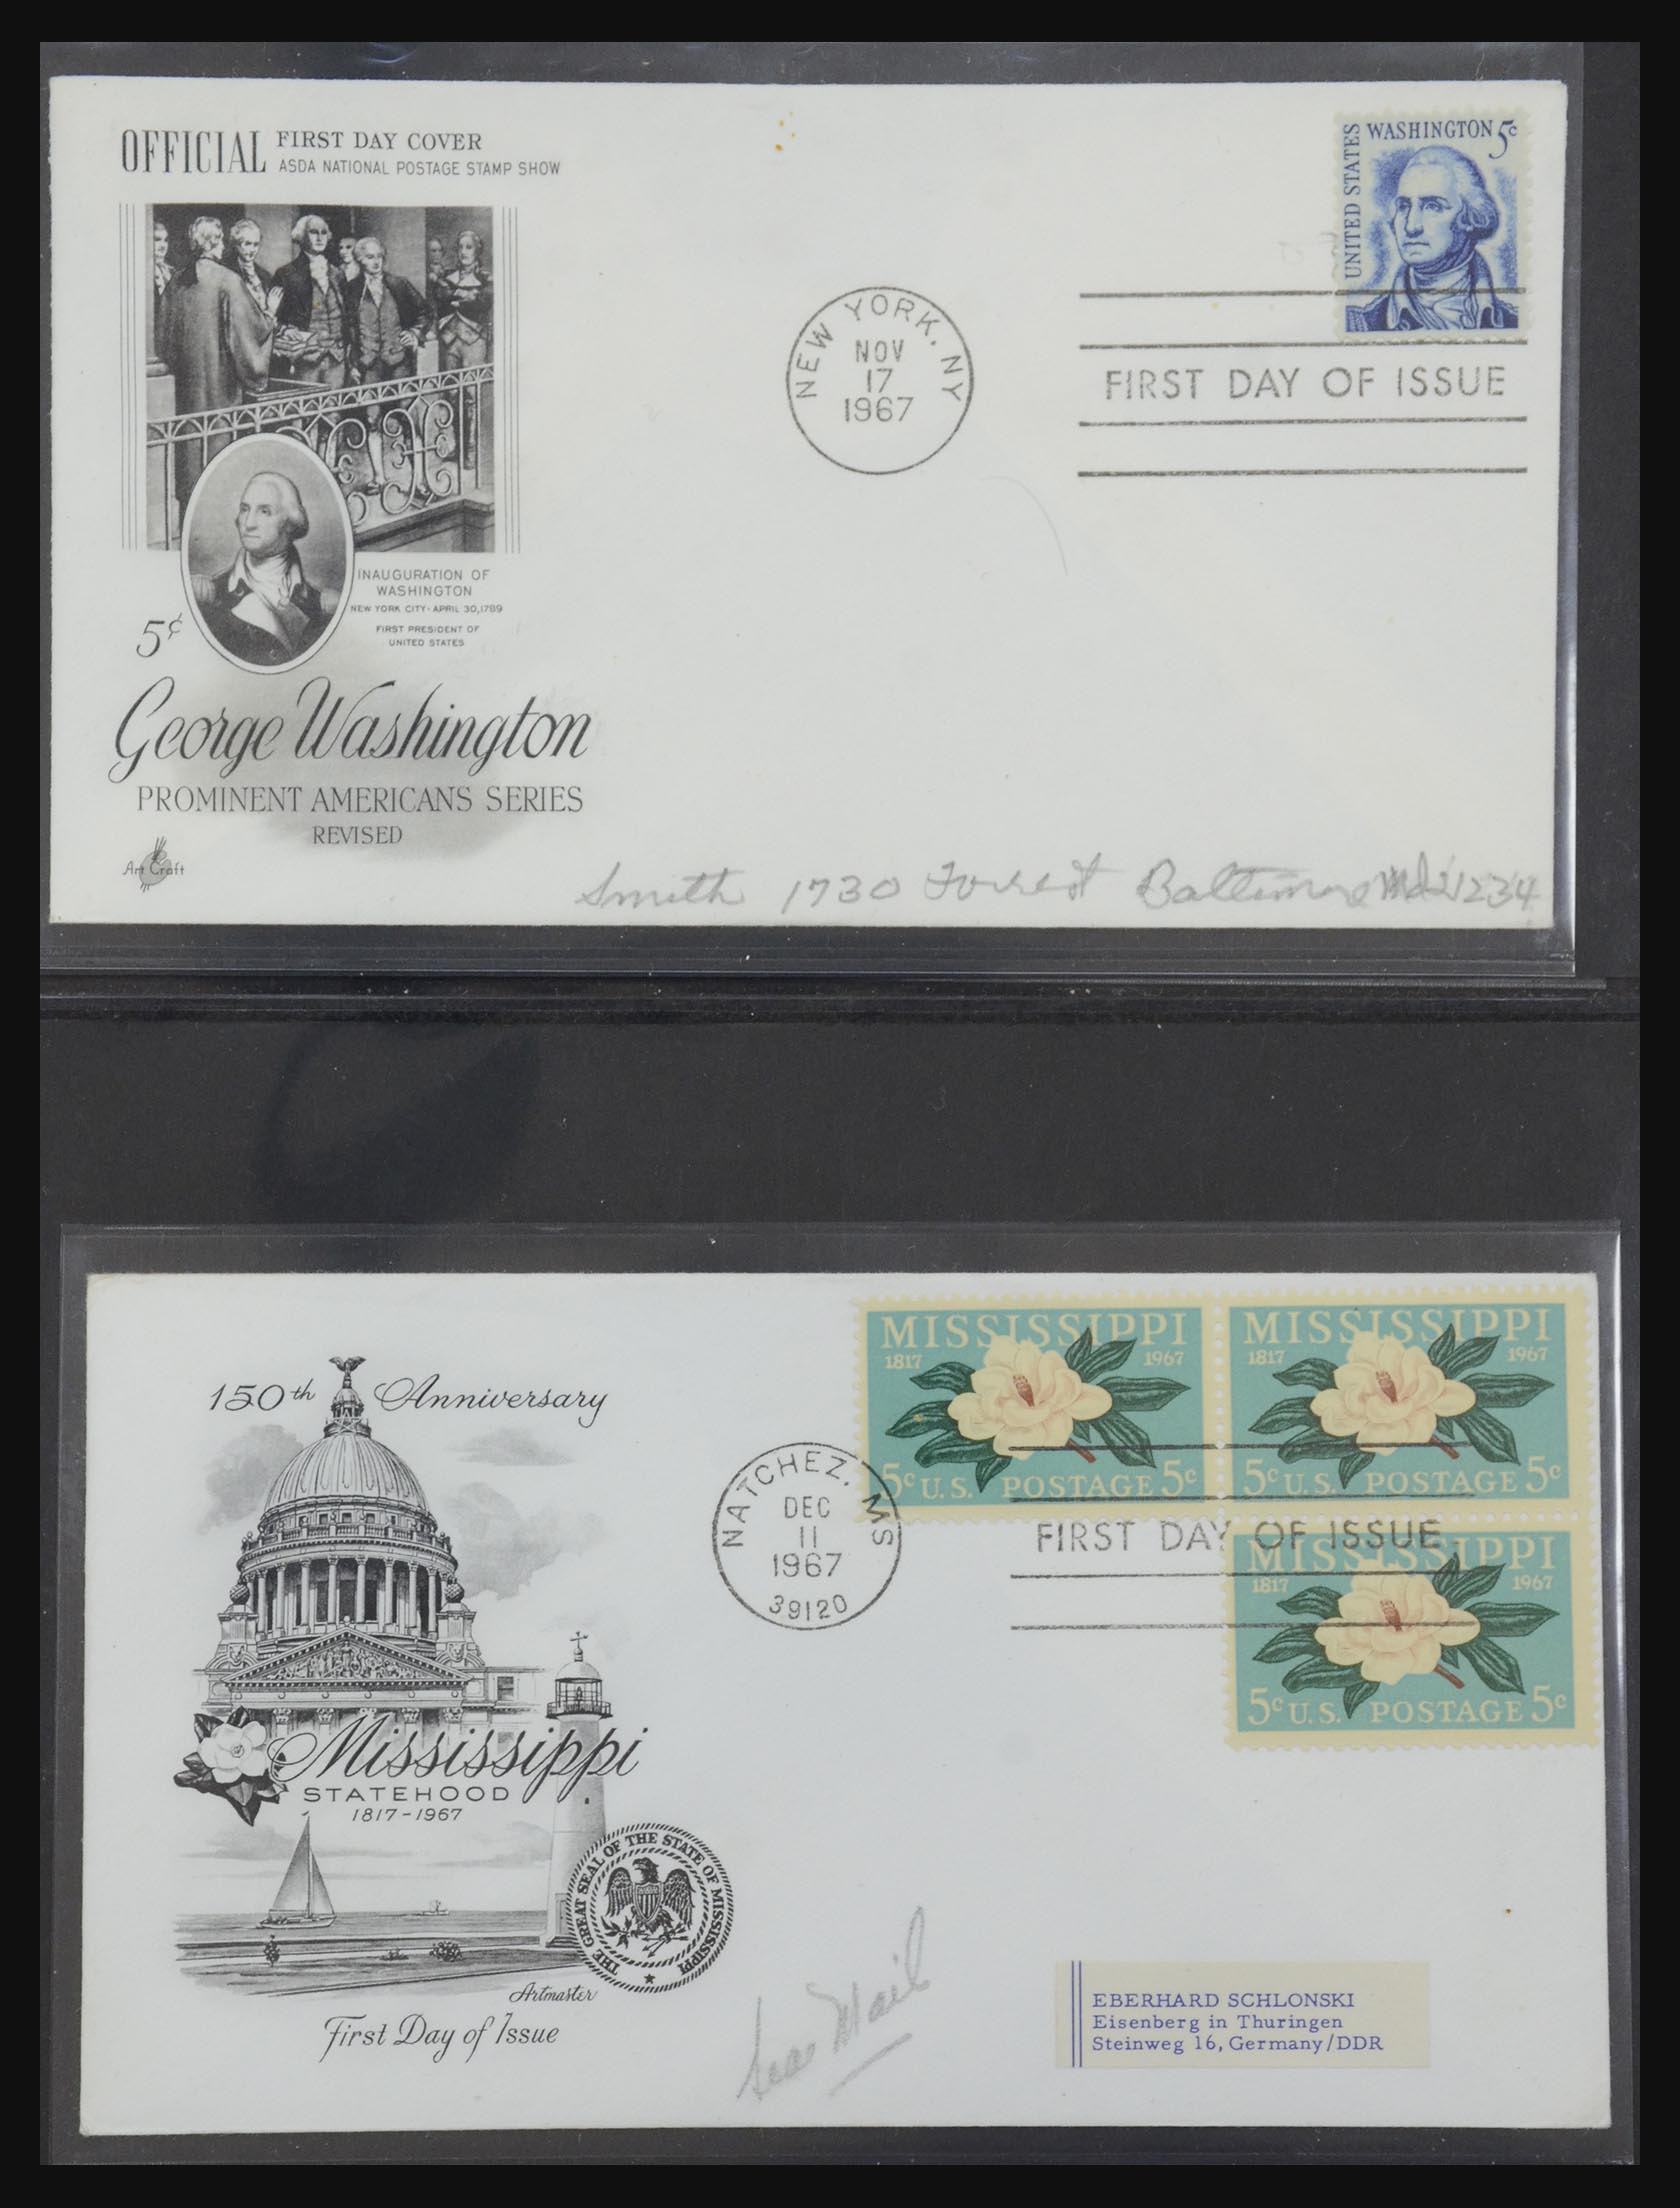 OFFICIAL FIRST DAY COVER
ASDA NATIONAL POSTAGE STAMP SHOW
UNITED STATES
WASHINGTON 5c
NEW YORK, NY
NOV
17
1967
FIRST DAY OF ISSUE
INAUGURATION OF
WASHINGTON
NEW YORK CITY - APRIL 30, 1789
FIRST PRESIDENT OF
UNITED STATES
5¢
George Washington
PROMINENT AMERICANS SERIES
REVISED
Art Craft
Smith 1730 Forrest Baltimore Md 21234
150th Anniversary
Mississippi
STATEHOOD
1817-1967
THE GREAT SEAL OF THE STATE OF MISSISSIPPI
Artmaster
First Day of Issue
MISSISSIPPI
1817 1967
5c U.S. POSTAGE 5c
MISSISSIPPI
1817 1967
5c U.S. POSTAGE 5c
NATCHEZ, MS
DEC
11
1967
39120
FIRST DAY OF ISSUE
MISSISSIPPI
1817 1967
5c U.S. POSTAGE 5c
Sea Mail
EBERHARD SCHLONSKI
Eisenberg in Thuringen
Steinweg 16, Germany/DDR